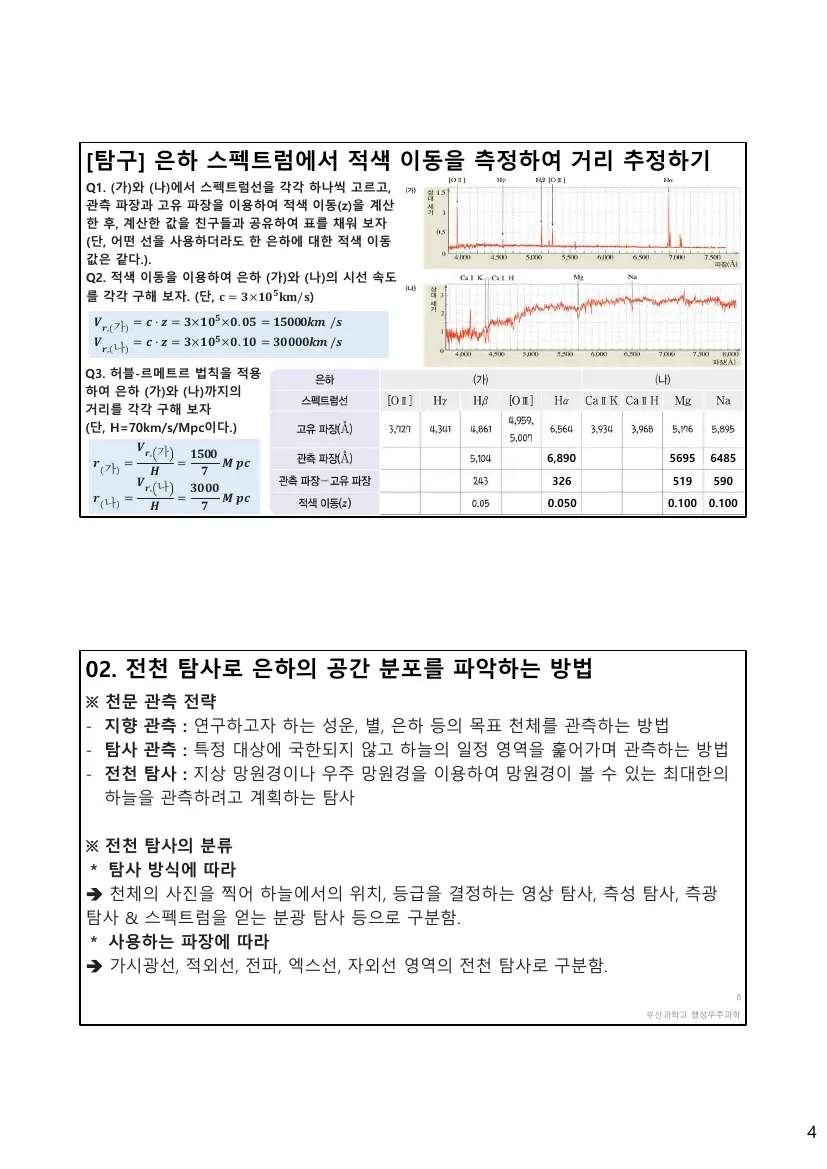 [탐구] 은하 스펙트럼에서 적색 이동을 측정하여 거리 추정하기
Q1. (가)와 (나)에서 스펙트럼선을 각각 하나씩 고르고,
관측 파장과 고유 파장을 이용하여 적색 이동(z)을 계산
한 후, 계산한 값을 친구들과 공유하여 표를 채워 보자
(단, 어떤 선을 사용하더라도 한 은하에 대한 적색 이동
값은 같다.).
Q2. 적색 이동을 이용하여 은하 (가)와 (나)의 시선 속도
를 각각 구해 보자. (단, c = 3×10⁵km/s)
V_r,(가) = c · z = 3×10⁵×0.05 = 15000km /s
V_r,(나) = c · z = 3×10⁵×0.10 = 30000km /s
Q3. 허블-르메트르 법칙을 적용
하여 은하 (가)와 (나)까지의
거리를 각각 구해 보자
(단, H=70km/s/Mpc이다.)
r_(가) = V_r,(가)/H = 1500/7 M pc
r_(나) = V_r,(나)/H = 3000/7 M pc
(가)
[O Ⅱ] Hγ Hβ [O Ⅲ] Hα
상대 세기
1.5
1
0.5
0
4,000 4,500 5,000 5,500 6,000 6,500 7,000 7,500
파장(Å)
(나)
Ca Ⅱ K Ca Ⅱ H Mg Na
상대 세기
3
2
1
0
4,000 4,500 5,000 5,500 6,000 6,500 7,000 7,500 8,000
파장(Å)
은하 (가) (나)
스펙트럼선 [O Ⅱ] Hγ Hβ [O Ⅲ] Hα Ca Ⅱ K Ca Ⅱ H Mg Na
고유 파장(Å) 3,727 4,341 4,861 4,959, 5,007 6,564 3,934 3,968 5,176 5,895
관측 파장(Å) 5,104 6,890 5695 6485
관측 파장−고유 파장 243 326 519 590
적색 이동(z) 0.05 0.050 0.100 0.100
02. 전천 탐사로 은하의 공간 분포를 파악하는 방법
※ 천문 관측 전략
- 지향 관측 : 연구하고자 하는 성운, 별, 은하 등의 목표 천체를 관측하는 방법
- 탐사 관측 : 특정 대상에 국한되지 않고 하늘의 일정 영역을 훑어가며 관측하는 방법
- 전천 탐사 : 지상 망원경이나 우주 망원경을 이용하여 망원경이 볼 수 있는 최대한의
하늘을 관측하려고 계획하는 탐사
※ 전천 탐사의 분류
* 탐사 방식에 따라
➔ 천체의 사진을 찍어 하늘에서의 위치, 등급을 결정하는 영상 탐사, 측성 탐사, 측광
탐사 & 스펙트럼을 얻는 분광 탐사 등으로 구분함.
* 사용하는 파장에 따라
➔ 가시광선, 적외선, 전파, 엑스선, 자외선 영역의 전천 탐사로 구분함.
8
부산과학고 행성우주과학
4